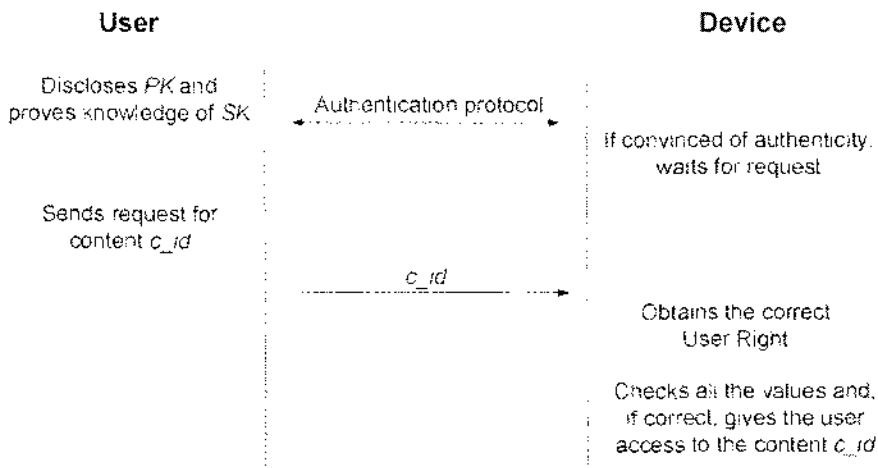 User
Device
Discloses PK and
proves knowledge of SK
Authentication protocol
If convinced of authenticity,
waits for request
Sends request for
content c_id
c_id
Obtains the correct
User Right
Checks all the values and,
if correct, gives the user
access to the content c_id